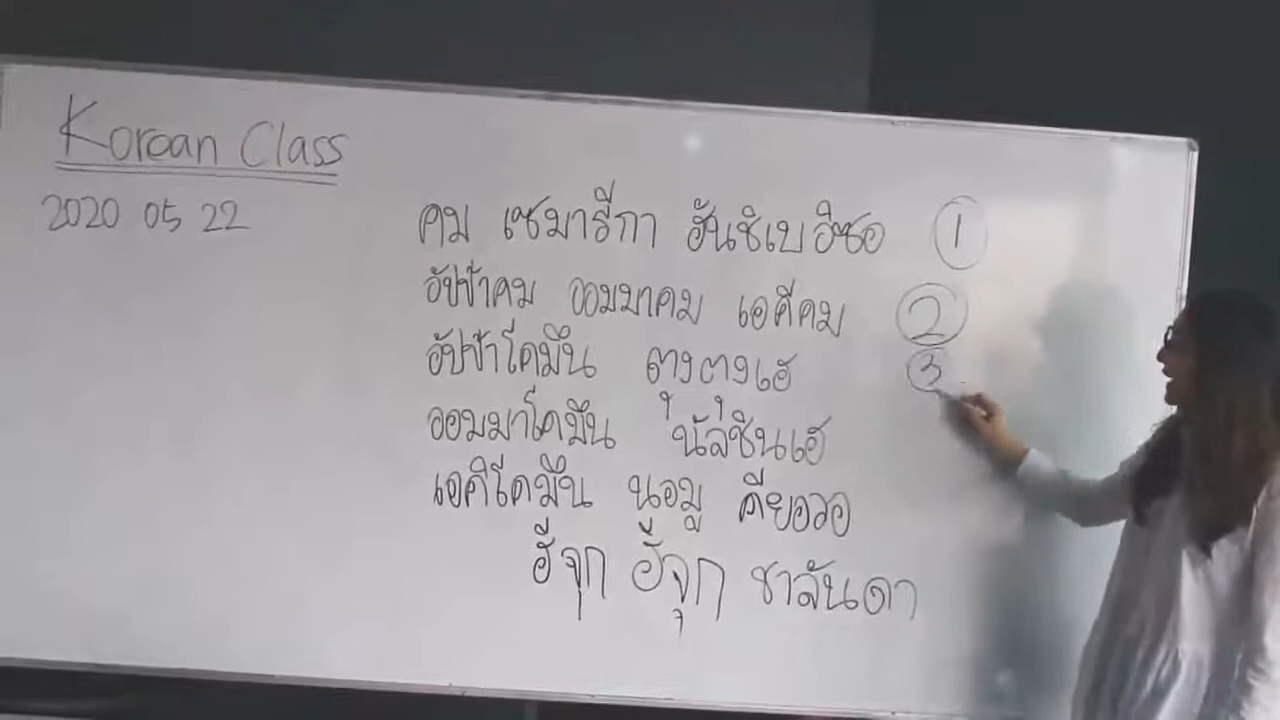 Korean Class
2020 05 22
คม เซมารีกา ฮันชิเบ อิซอ 1
อัปป้าคม ออมมาคม เอคีคม 2
อัปป้าโคมึน ตุงตุงเฮ 3
ออมมาโคมึน นัลชินเฮ
เอคิโคมึน นอมู คียอวอ
ฮีจุก ฮีจุก ชาลันดา